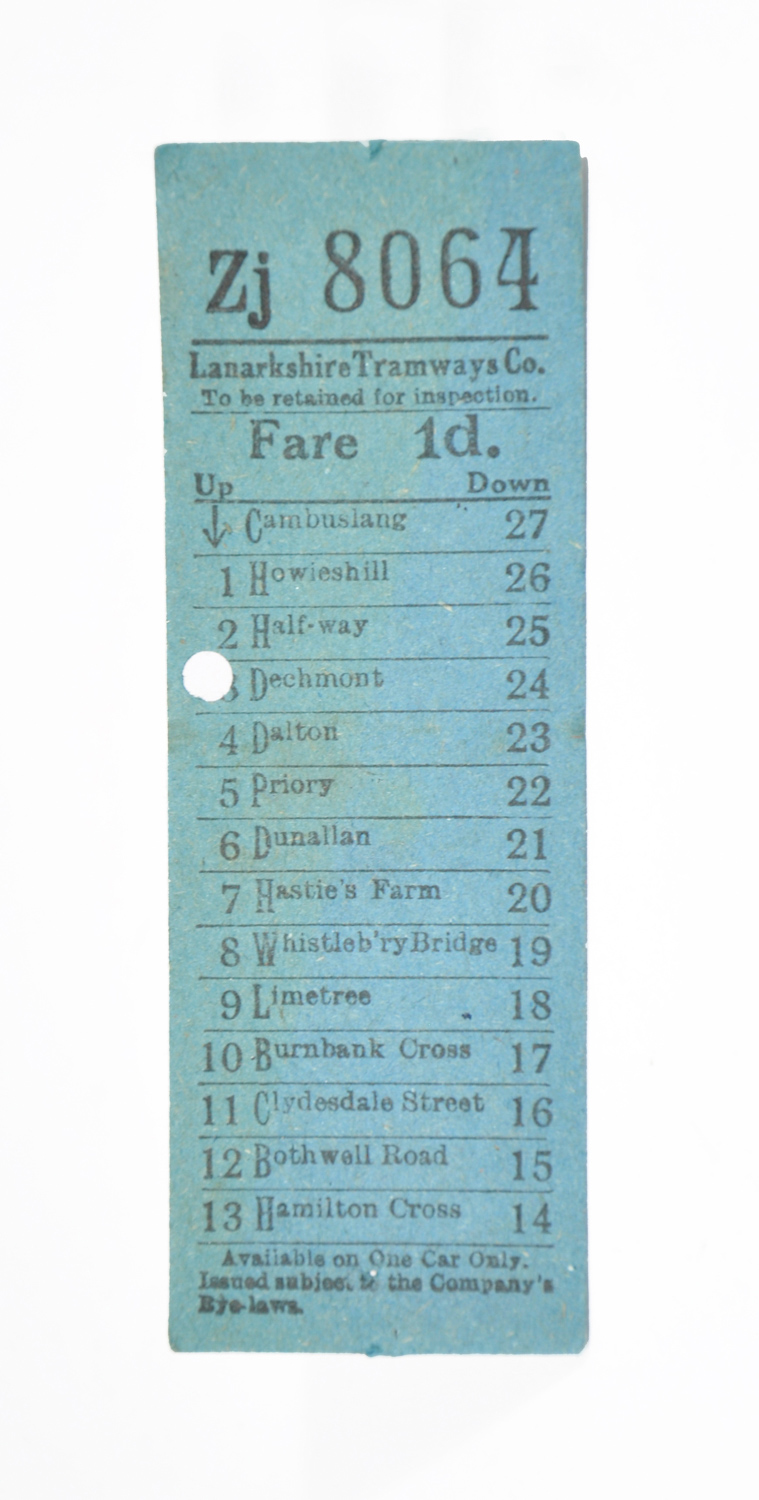 Zj 8064
Lanarkshire Tramways Co.
To be retained for inspection.
Fare 1d.
Up Down
↓ Cambuslang 27
1 Howieshill 26
2 Half-way 25
3 Dechmont 24
4 Dalton 23
5 Priory 22
6 Dunallan 21
7 Hastie's Farm 20
8 Whistleb'ry Bridge 19
9 Limetree 18
10 Burnbank Cross 17
11 Clydesdale Street 16
12 Bothwell Road 15
13 Hamilton Cross 14
Available on One Car Only.
Issued subject to the Company's
Bye-laws.